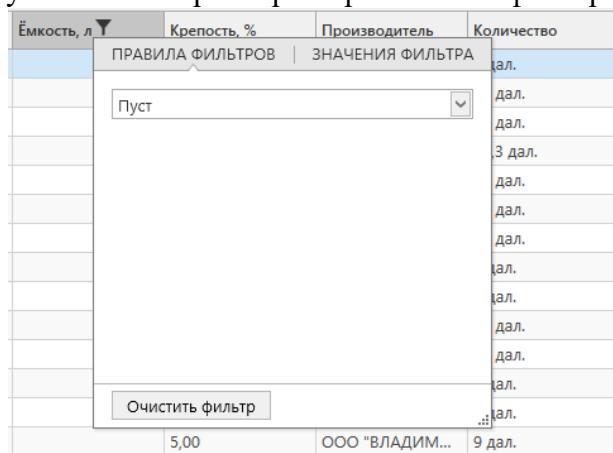 Ёмкость, л Крепость, % Производитель Количество
ПРАВИЛА ФИЛЬТРОВ | ЗНАЧЕНИЯ ФИЛЬТРА
дал.
Пуст
дал.
дал.
,3 дал.
дал.
дал.
дал.
дал.
дал.
дал.
дал.
дал.
Очистить фильтр
дал.
5,00 ООО "ВЛАДИМ... 9 дал.